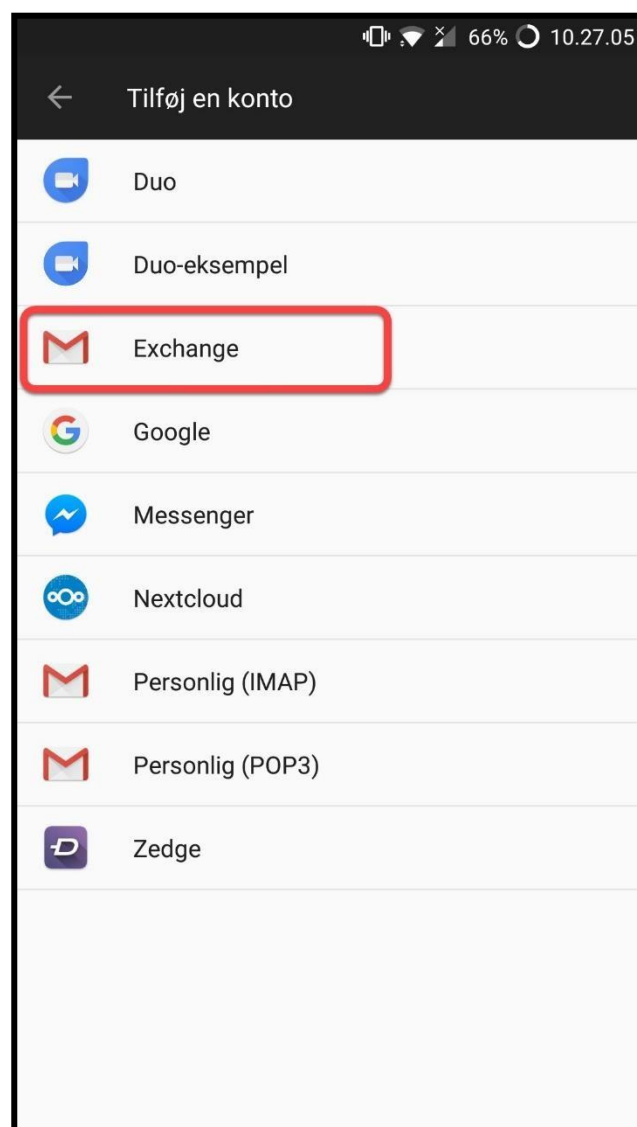 66% 10.27.05
Tilføj en konto
Duo
Duo-eksempel
Exchange
Google
Messenger
Nextcloud
Personlig (IMAP)
Personlig (POP3)
Zedge